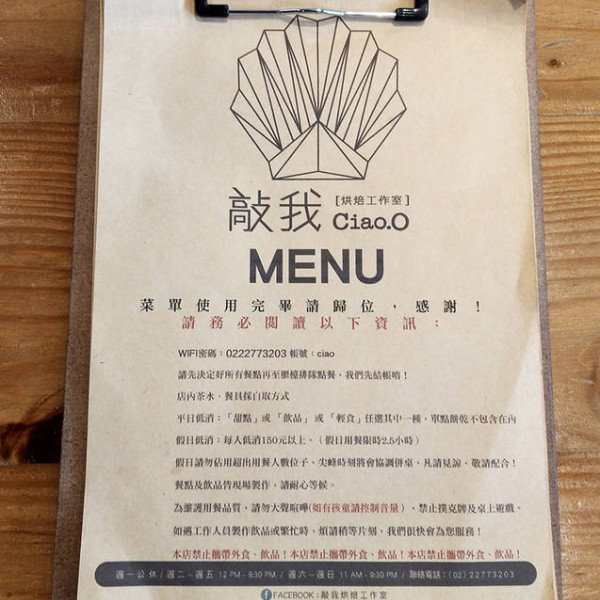 敲我 [烘焙工作室] Ciao.O
MENU
菜單使用完畢請歸位，感謝！
請務必閱讀以下資訊：
WIFI密碼：0222773203 帳號：ciao
請先決定好所有餐點再至櫃檯排隊點餐，我們先結帳唷！
店內茶水、餐具採自取方式
平日低消：「甜點」或「飲品」 或「輕食」任選其中一種，單點餅乾不包含在內
假日低消：每人低消150元以上。（假日用餐限時2.5小時）
假日請勿佔用超出用餐人數位子，尖峰時刻將會協調併桌，凡請見諒，敬請配合！
餐點及飲品皆現場製作，請耐心等候。
為維護用餐品質，請勿大聲喧嘩(如有孩童請控制音量），禁止撲克牌及桌上遊戲。
如遇工作人員製作飲品或繁忙時，煩請稍等片刻，我們很快會為您服務！
本店禁止攜帶外食、飲品！本店禁止攜帶外食、飲品！本店禁止攜帶外食、飲品！
週一公休 / 週二～週五 12 PM - 9:30 PM / 週六～週日 11 AM - 9:30 PM / 聯絡電話：(02) 22773203
FACEBOOK：敲我烘焙工作室